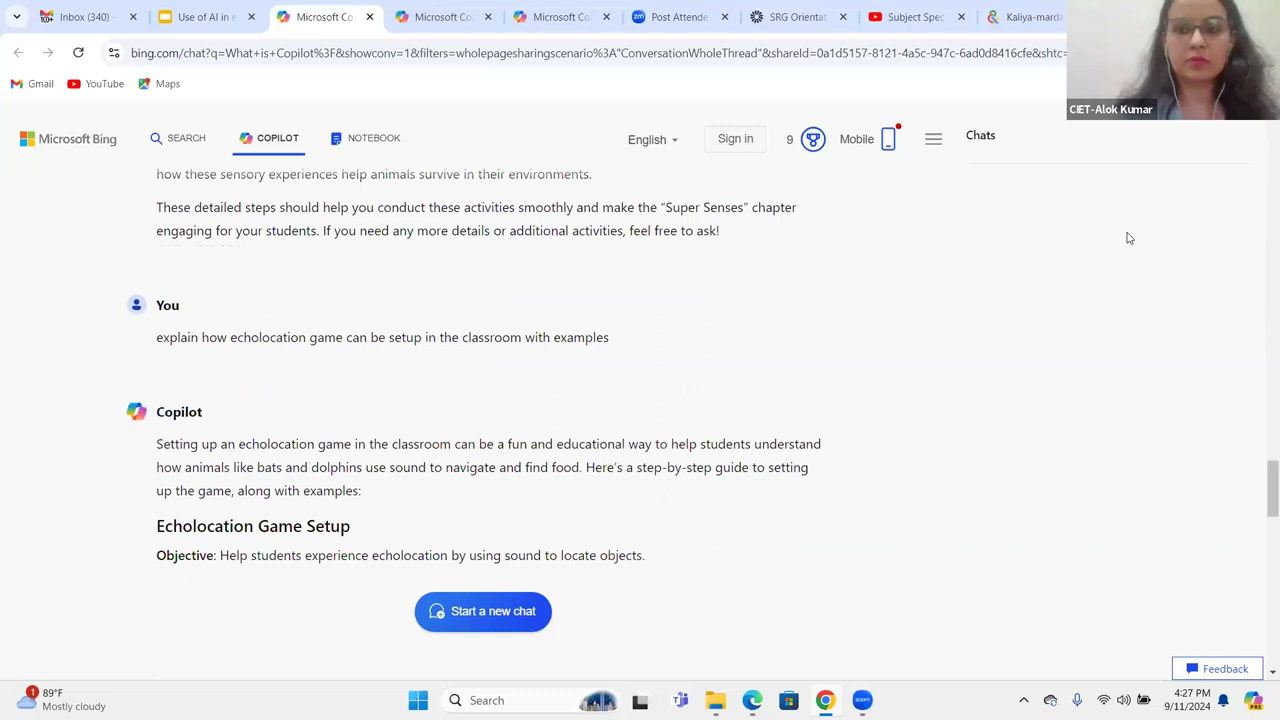 Inbox (340)
Use of AI in e
Microsoft Co
Microsoft Co
Microsoft Co
Post Attende
SRG Orientat
Subject Spec
Kaliya-marda
bing.com/chat?q=What+is+Copilot%3F&showconv=1&filters=wholepagesharingscenario%3A"ConversationWholeThread"&shareId=0a1d5157-8121-4a5c-947c-6ad0d8416cfe&shtc=
Gmail
YouTube
Maps
CIET-Alok Kumar
Microsoft Bing
SEARCH
COPILOT
NOTEBOOK
English
Sign in
9
Mobile
Chats
how these sensory experiences help animals survive in their environments.
These detailed steps should help you conduct these activities smoothly and make the “Super Senses” chapter
engaging for your students. If you need any more details or additional activities, feel free to ask!
You
explain how echolocation game can be setup in the classroom with examples
Copilot
Setting up an echolocation game in the classroom can be a fun and educational way to help students understand
how animals like bats and dolphins use sound to navigate and find food. Here’s a step-by-step guide to setting
up the game, along with examples:
Echolocation Game Setup
Objective: Help students experience echolocation by using sound to locate objects.
Start a new chat
Feedback
1
89°F
Mostly cloudy
Search
zoom
PRE
4:27 PM
9/11/2024